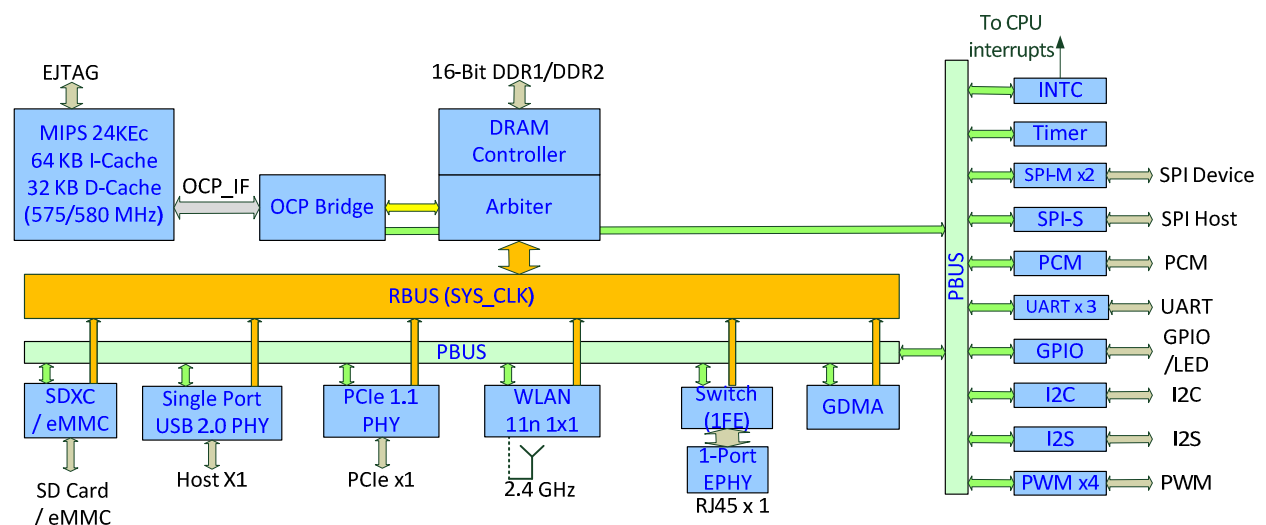 To CPU
interrupts
EJTAG
16-Bit DDR1/DDR2
MIPS 24KEc
64 KB I-Cache
32 KB D-Cache
(575/580 MHz)
OCP_IF
OCP Bridge
DRAM
Controller
Arbiter
RBUS (SYS_CLK)
PBUS
SDXC
/ eMMC
Single Port
USB 2.0 PHY
PCIe 1.1
PHY
WLAN
11n 1x1
Switch
(1FE)
GDMA
1-Port
EPHY
SD Card
/ eMMC
Host X1
PCIe x1
2.4 GHz
RJ45 x 1
PBUS
INTC
Timer
SPI-M x2
SPI Device
SPI-S
SPI Host
PCM
PCM
UART x 3
UART
GPIO
GPIO
/LED
I2C
I2C
I2S
I2S
PWM x4
PWM